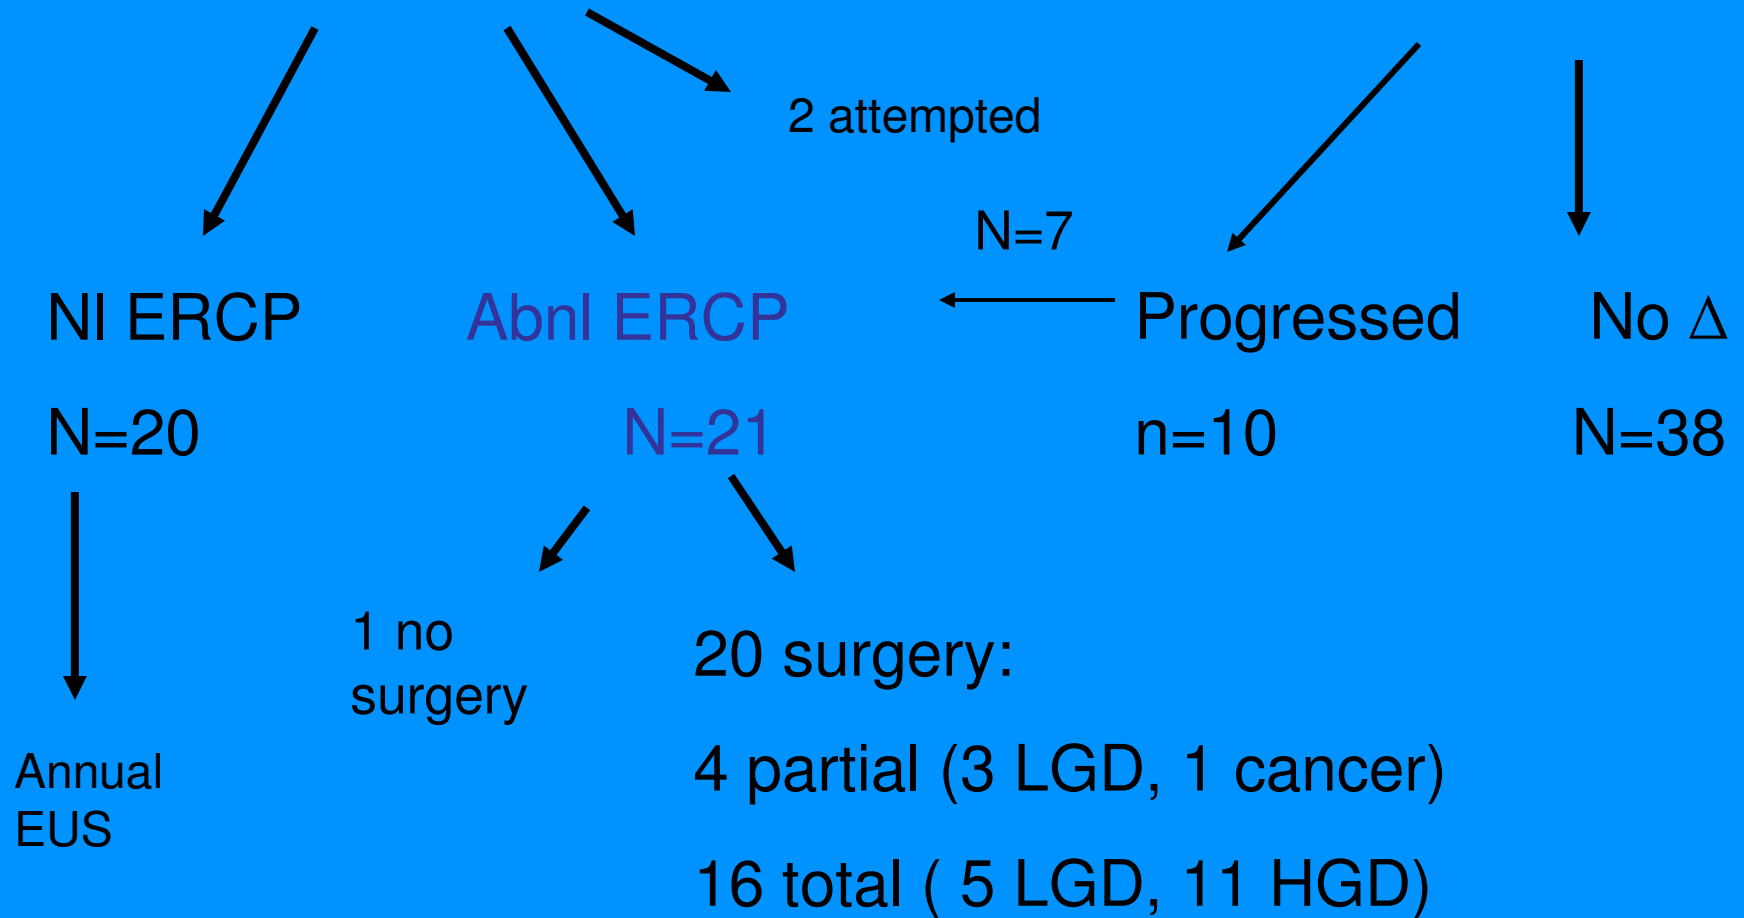 2 attempted
N=7
Nl ERCP
Abnl ERCP
Progressed
No Δ
N=20
N=21
n=10
N=38
1 no
surgery
20 surgery:
4 partial (3 LGD, 1 cancer)
16 total ( 5 LGD, 11 HGD)
Annual
EUS